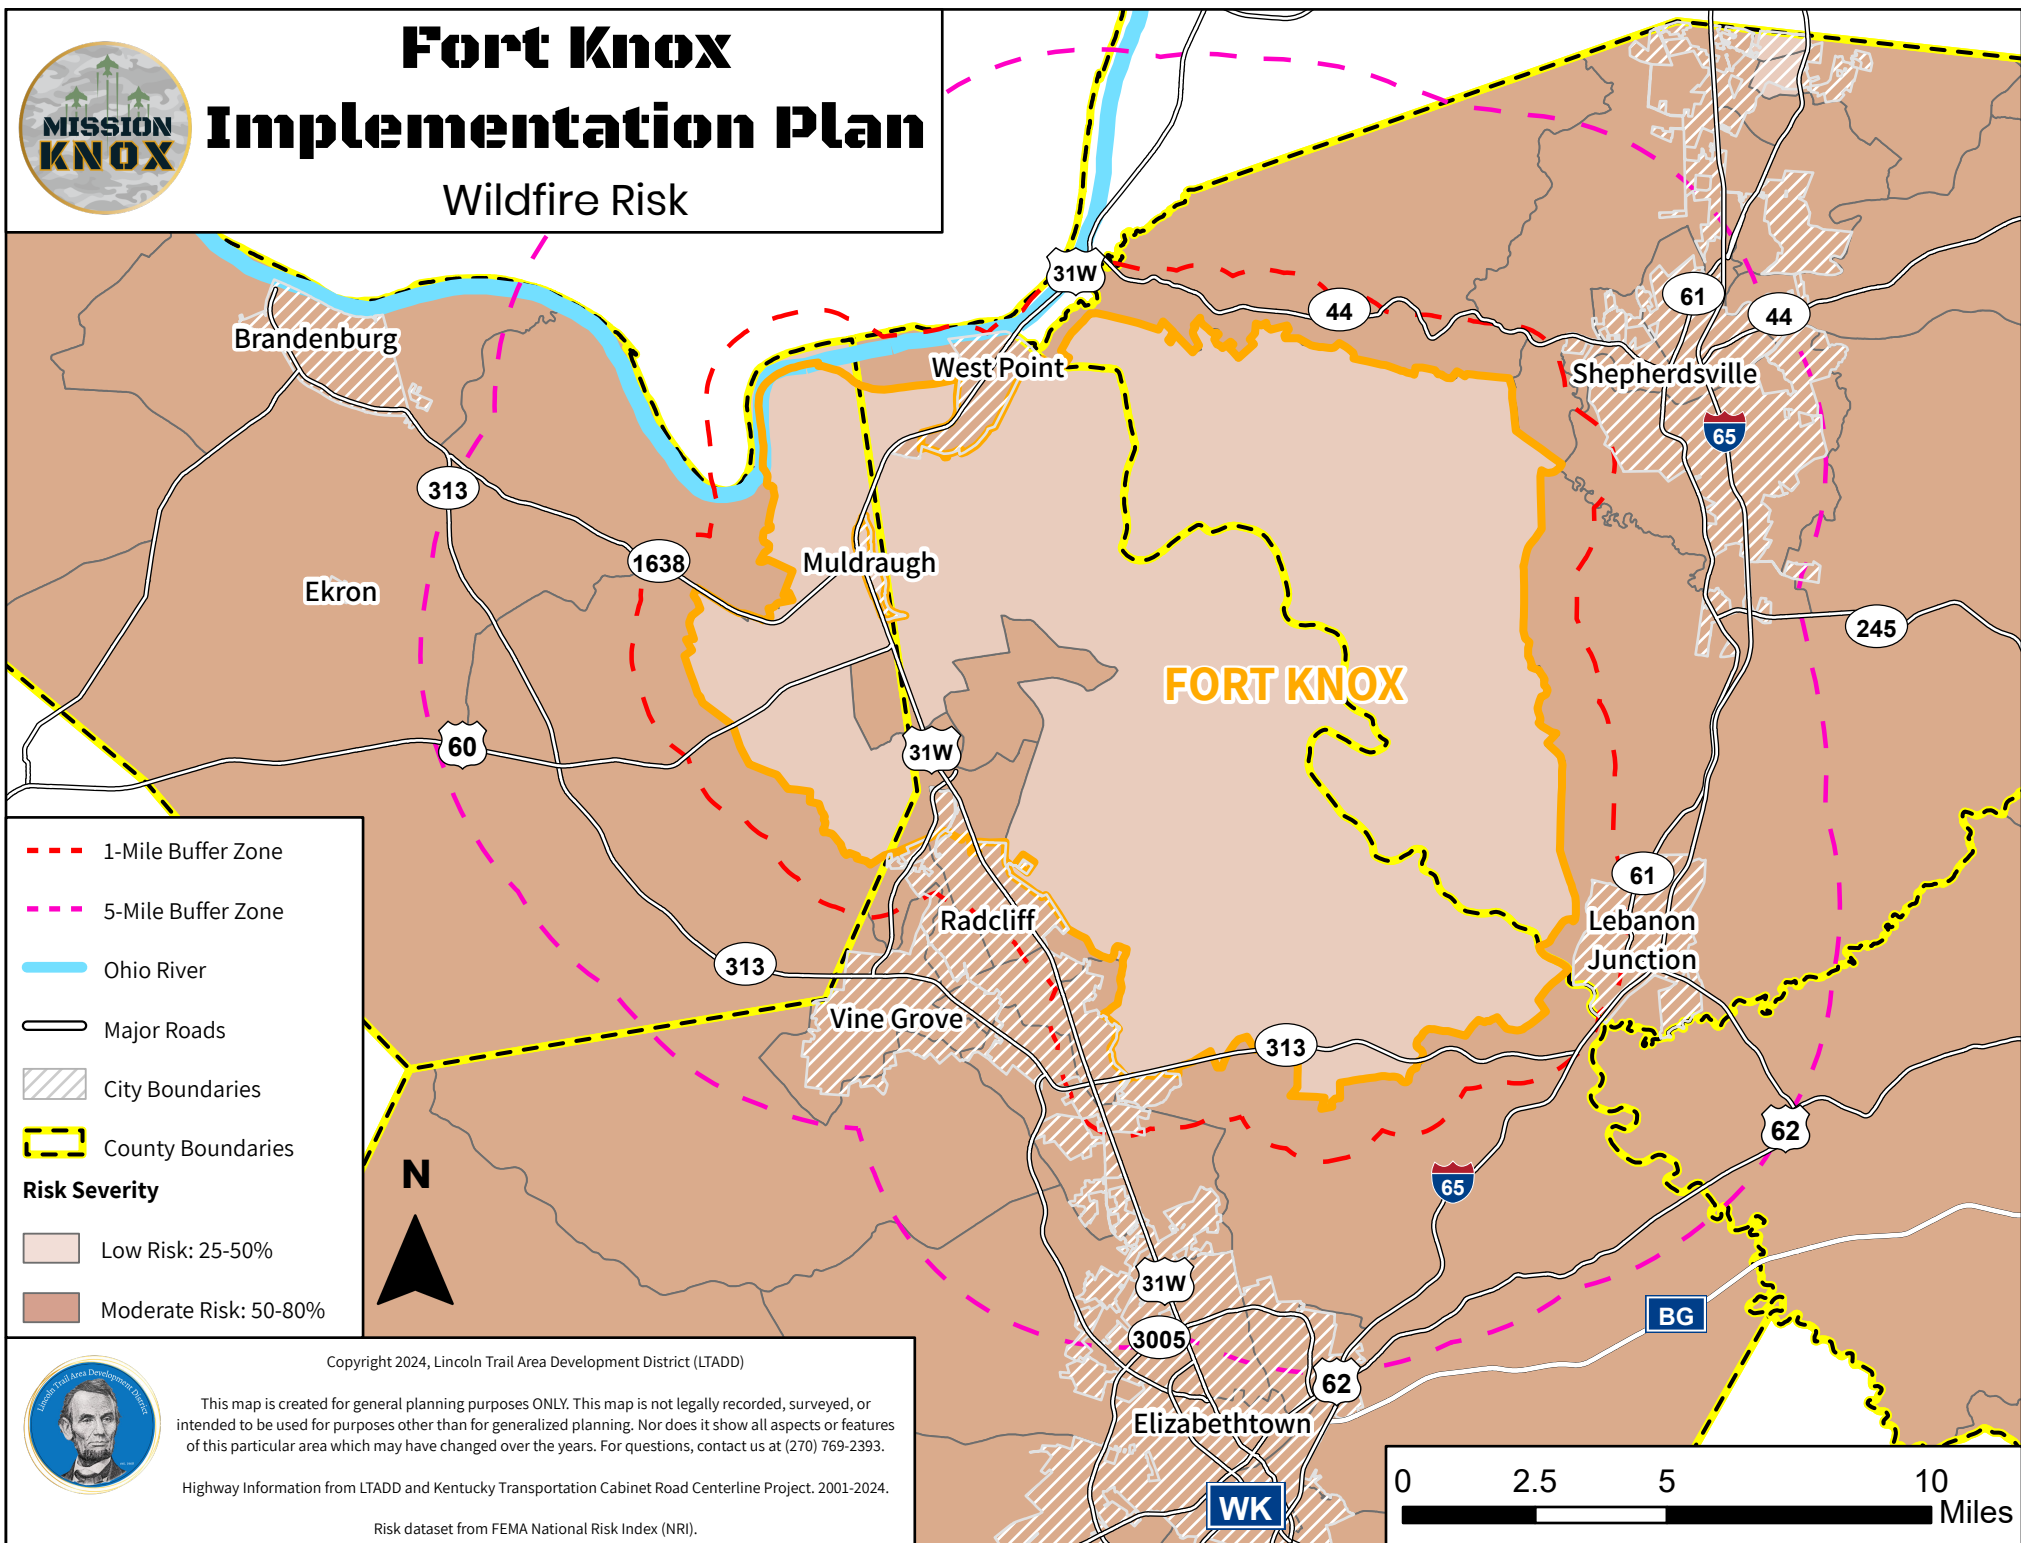 Fort Knox
Implementation Plan
Wildfire Risk
MISSION
KNOX
31W
44
61
44
Brandenburg
West Point
Shepherdsville
65
313
1638
Muldraugh
Ekron
245
FORT KNOX
60
31W
61
Radcliff
Lebanon
Junction
313
Vine Grove
313
62
65
31W
BG
3005
62
Elizabethtown
WK
1-Mile Buffer Zone
5-Mile Buffer Zone
Ohio River
Major Roads
City Boundaries
County Boundaries
Risk Severity
Low Risk: 25-50%
Moderate Risk: 50-80%
N
Lincoln Trail Area Development District
Copyright 2024, Lincoln Trail Area Development District (LTADD)
This map is created for general planning purposes ONLY. This map is not legally recorded, surveyed, or
intended to be used for purposes other than for generalized planning. Nor does it show all aspects or features
of this particular area which may have changed over the years. For questions, contact us at (270) 769-2393.
Highway Information from LTADD and Kentucky Transportation Cabinet Road Centerline Project. 2001-2024.
Risk dataset from FEMA National Risk Index (NRI).
0 2.5 5 10
Miles